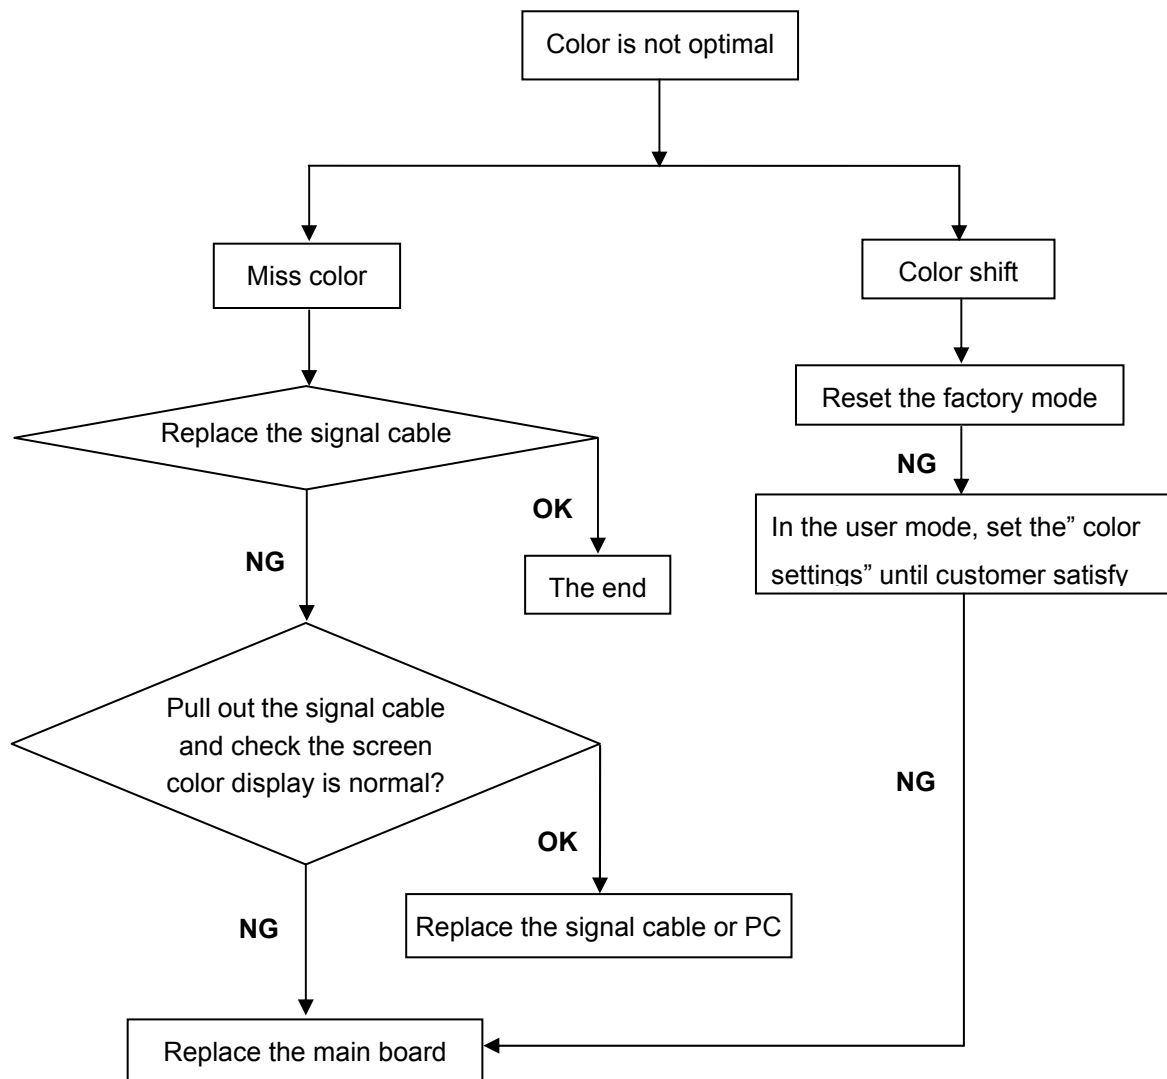 Color is not optimal
Miss color
Color shift
Replace the signal cable
Reset the factory mode
NG
OK
NG
In the user mode, set the” color
settings” until customer satisfy
The end
Pull out the signal cable
and check the screen
color display is normal?
NG
OK
NG
Replace the signal cable or PC
Replace the main board